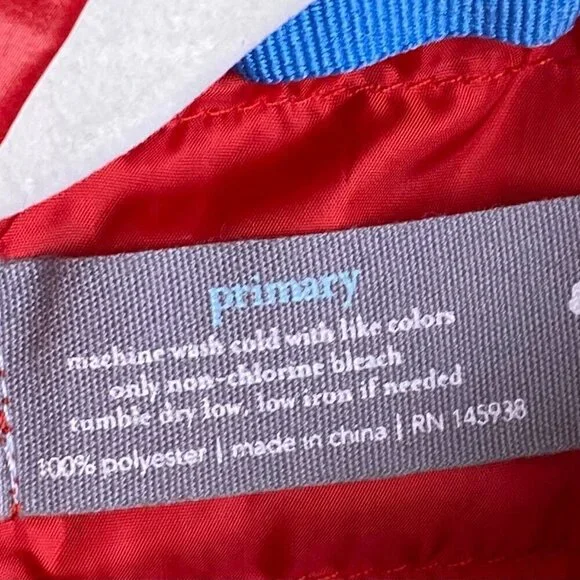 primary
machine wash cold with like colors
only non-chlorine bleach
tumble dry low, low iron if needed
100% polyester | made in china | RN 145938